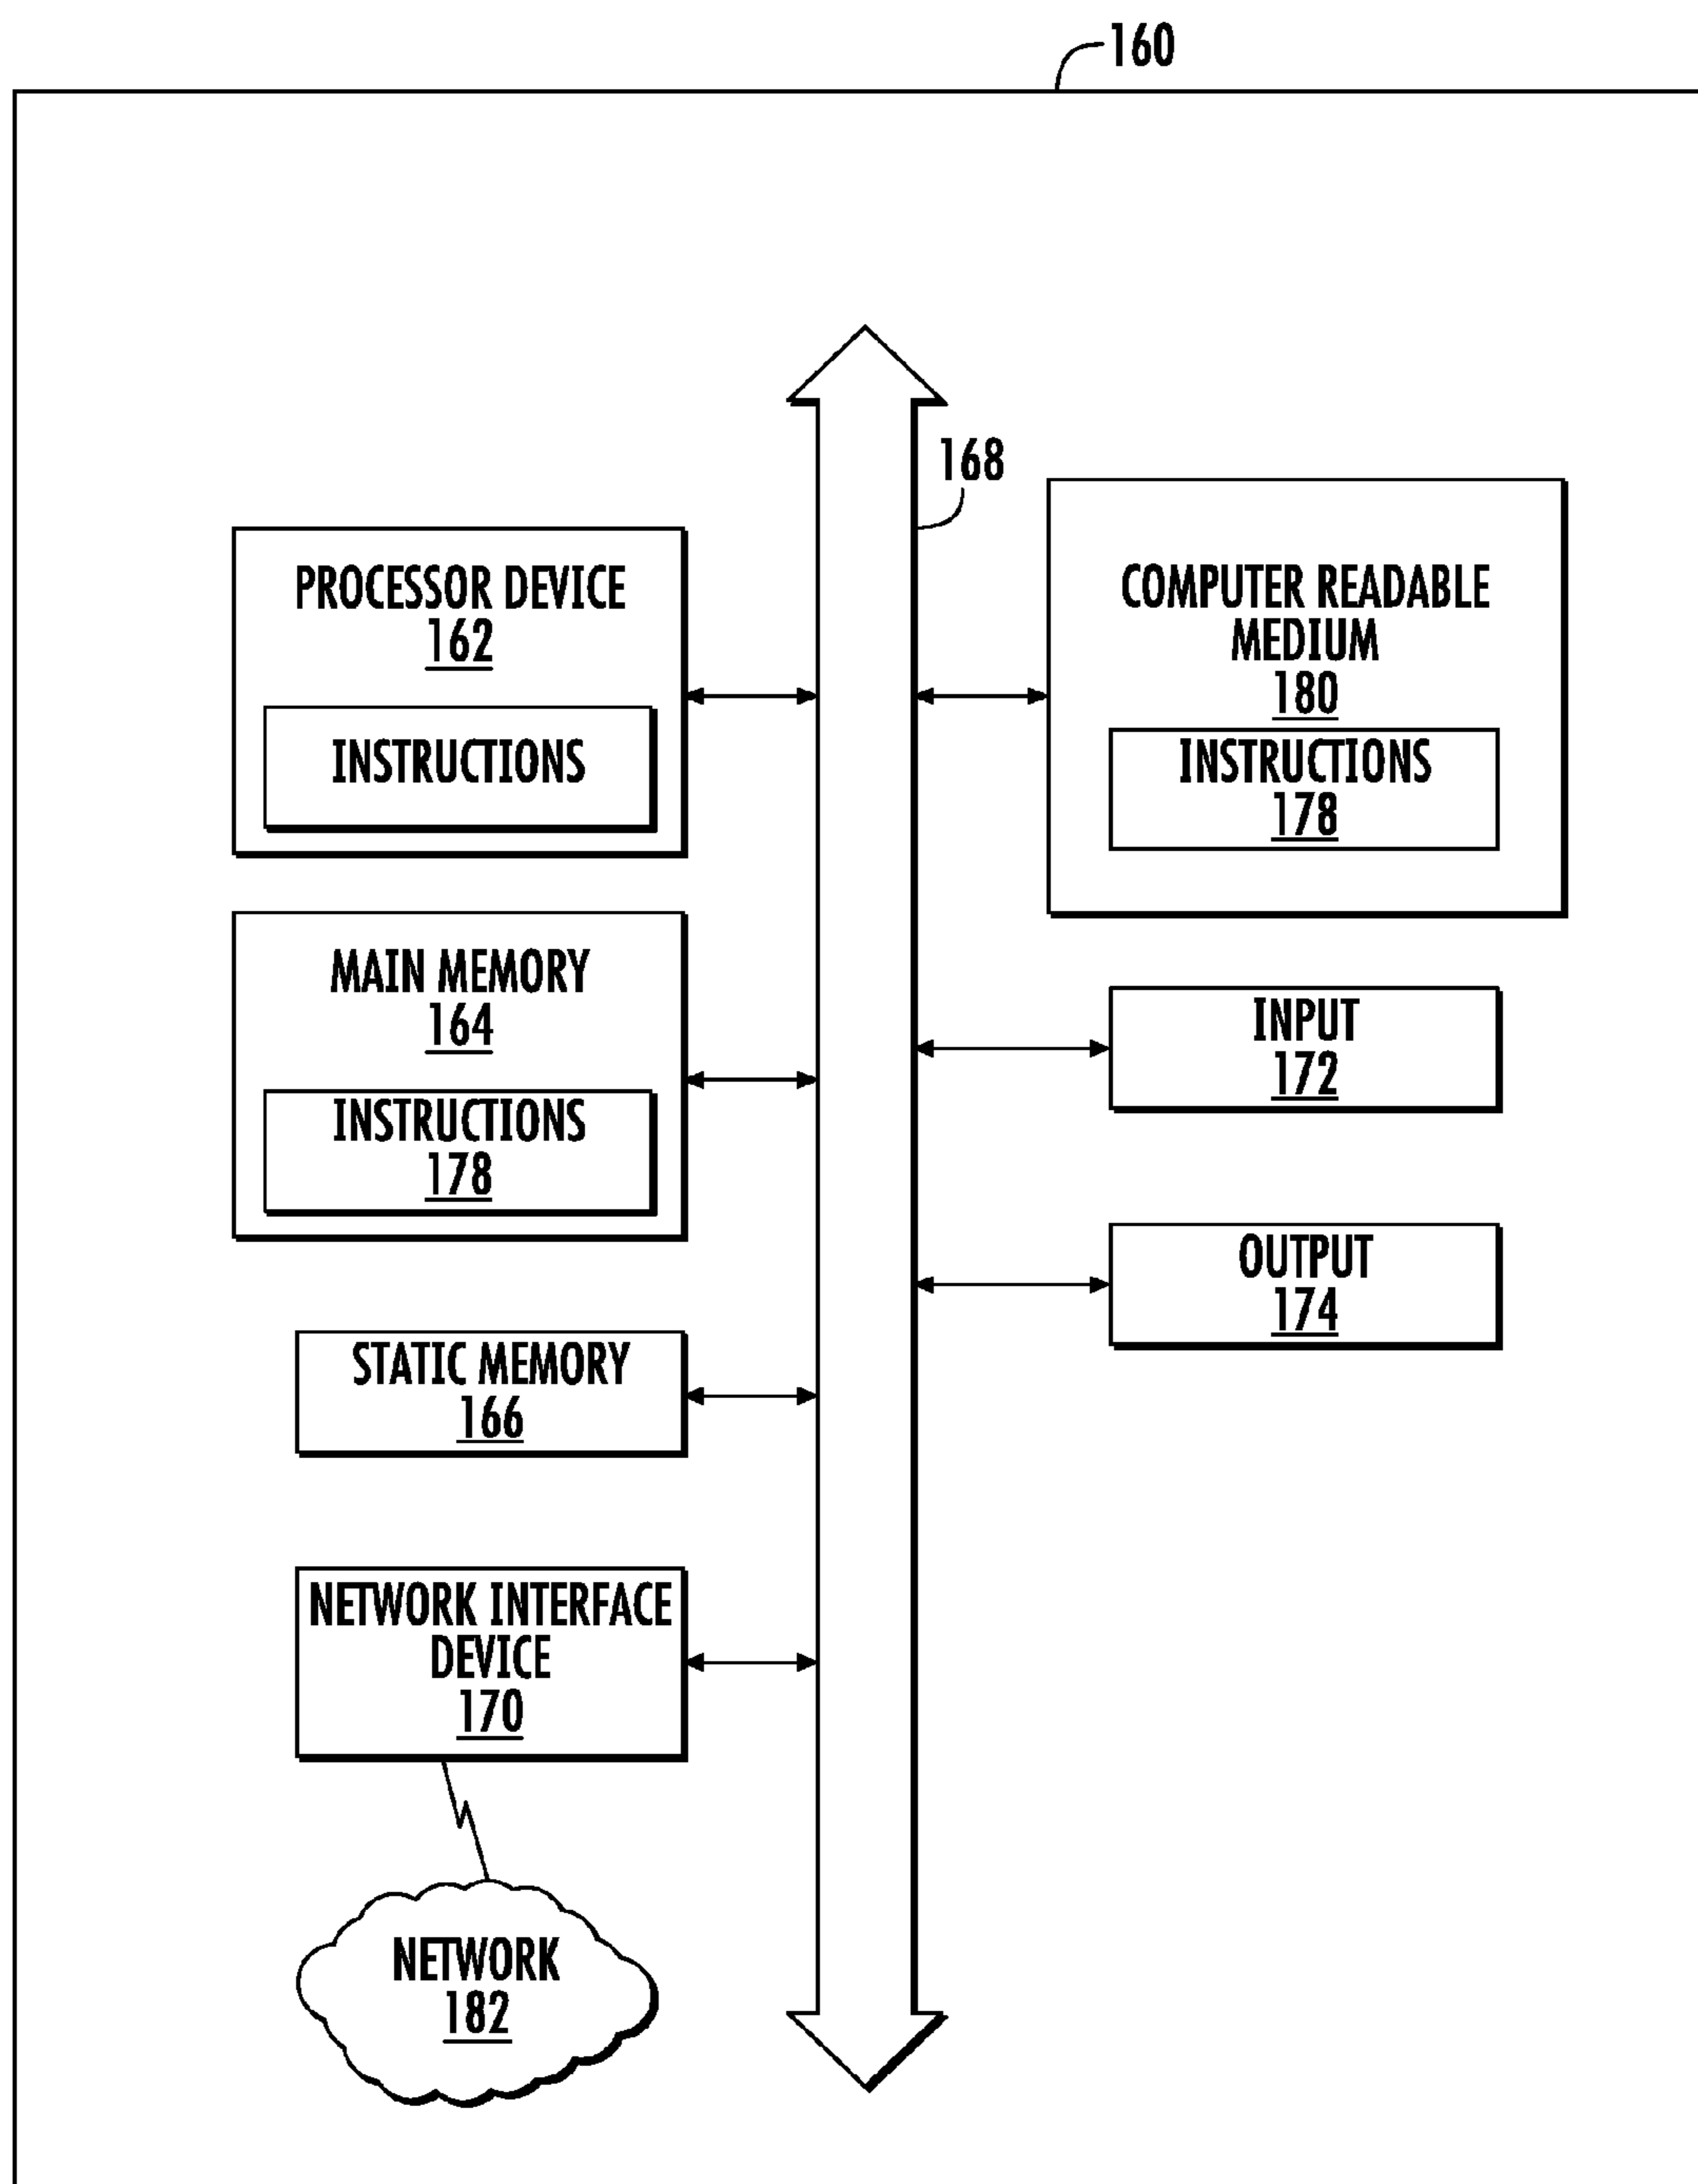 160
168
PROCESSOR DEVICE
162
INSTRUCTIONS
MAIN MEMORY
164
INSTRUCTIONS
178
STATIC MEMORY
166
NETWORK INTERFACE
DEVICE
170
NETWORK
182
COMPUTER READABLE
MEDIUM
180
INSTRUCTIONS
178
INPUT
172
OUTPUT
174